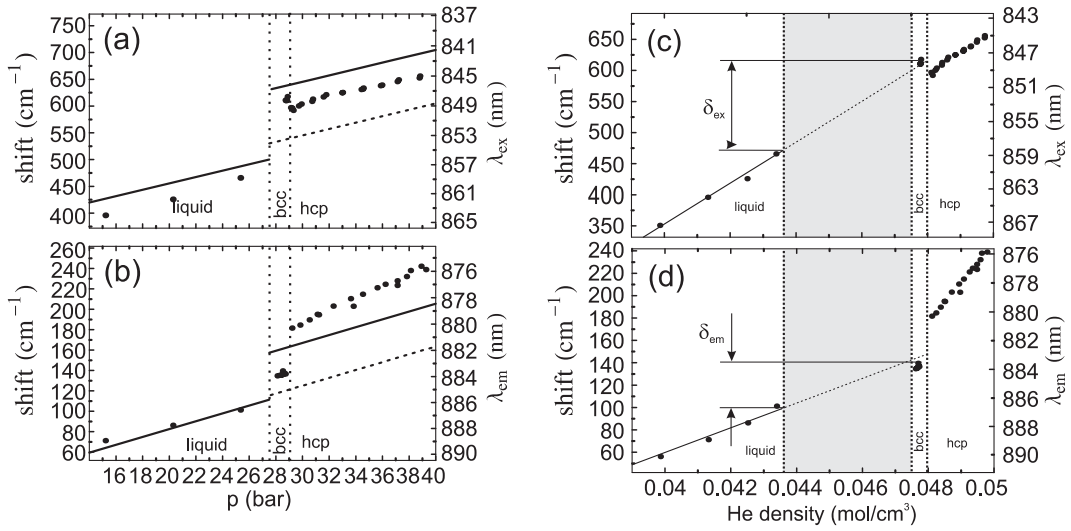 (a)
shift (cm⁻¹)
750
700
650
600
550
500
450
400
837
841
845
849
853
857
861
865
λex (nm)
liquid
bcc
hcp
(b)
shift (cm⁻¹)
260
240
220
200
180
160
140
120
100
80
60
876
878
880
882
884
886
888
890
λem (nm)
liquid
bcc
hcp
16 18 20 22 24 26 28 30 32 34 36 38 40
p (bar)
(c)
shift (cm⁻¹)
650
600
550
500
450
400
350
843
847
851
855
859
863
867
λex (nm)
δex
liquid
bcc
hcp
(d)
shift (cm⁻¹)
240
220
200
180
160
140
120
100
80
60
876
878
880
882
884
886
888
890
λem (nm)
δem
liquid
bcc
hcp
0.04 0.042 0.044 0.046 0.048 0.05
He density (mol/cm³)